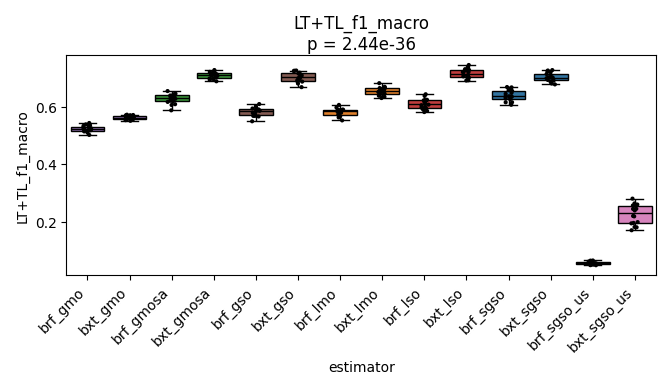 LT+TL_f1_macro
p = 2.44e-36
LT+TL_f1_macro
0.6
0.4
0.2
brf_gmo
bxt_gmo
brf_gmosa
bxt_gmosa
brf_gso
bxt_gso
brf_lmo
bxt_lmo
brf_lso
bxt_lso
brf_sgso
bxt_sgso
brf_sgso_us
bxt_sgso_us
estimator